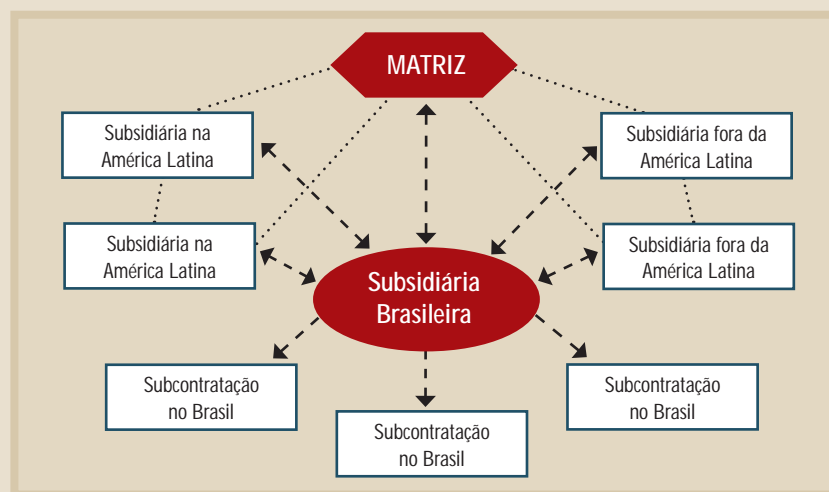 MATRIZ
Subsidiária na
América Latina
Subsidiária fora da
América Latina
Subsidiária na
América Latina
Subsidiária fora da
América Latina
Subsidiária
Brasileira
Subcontratação
no Brasil
Subcontratação
no Brasil
Subcontratação
no Brasil